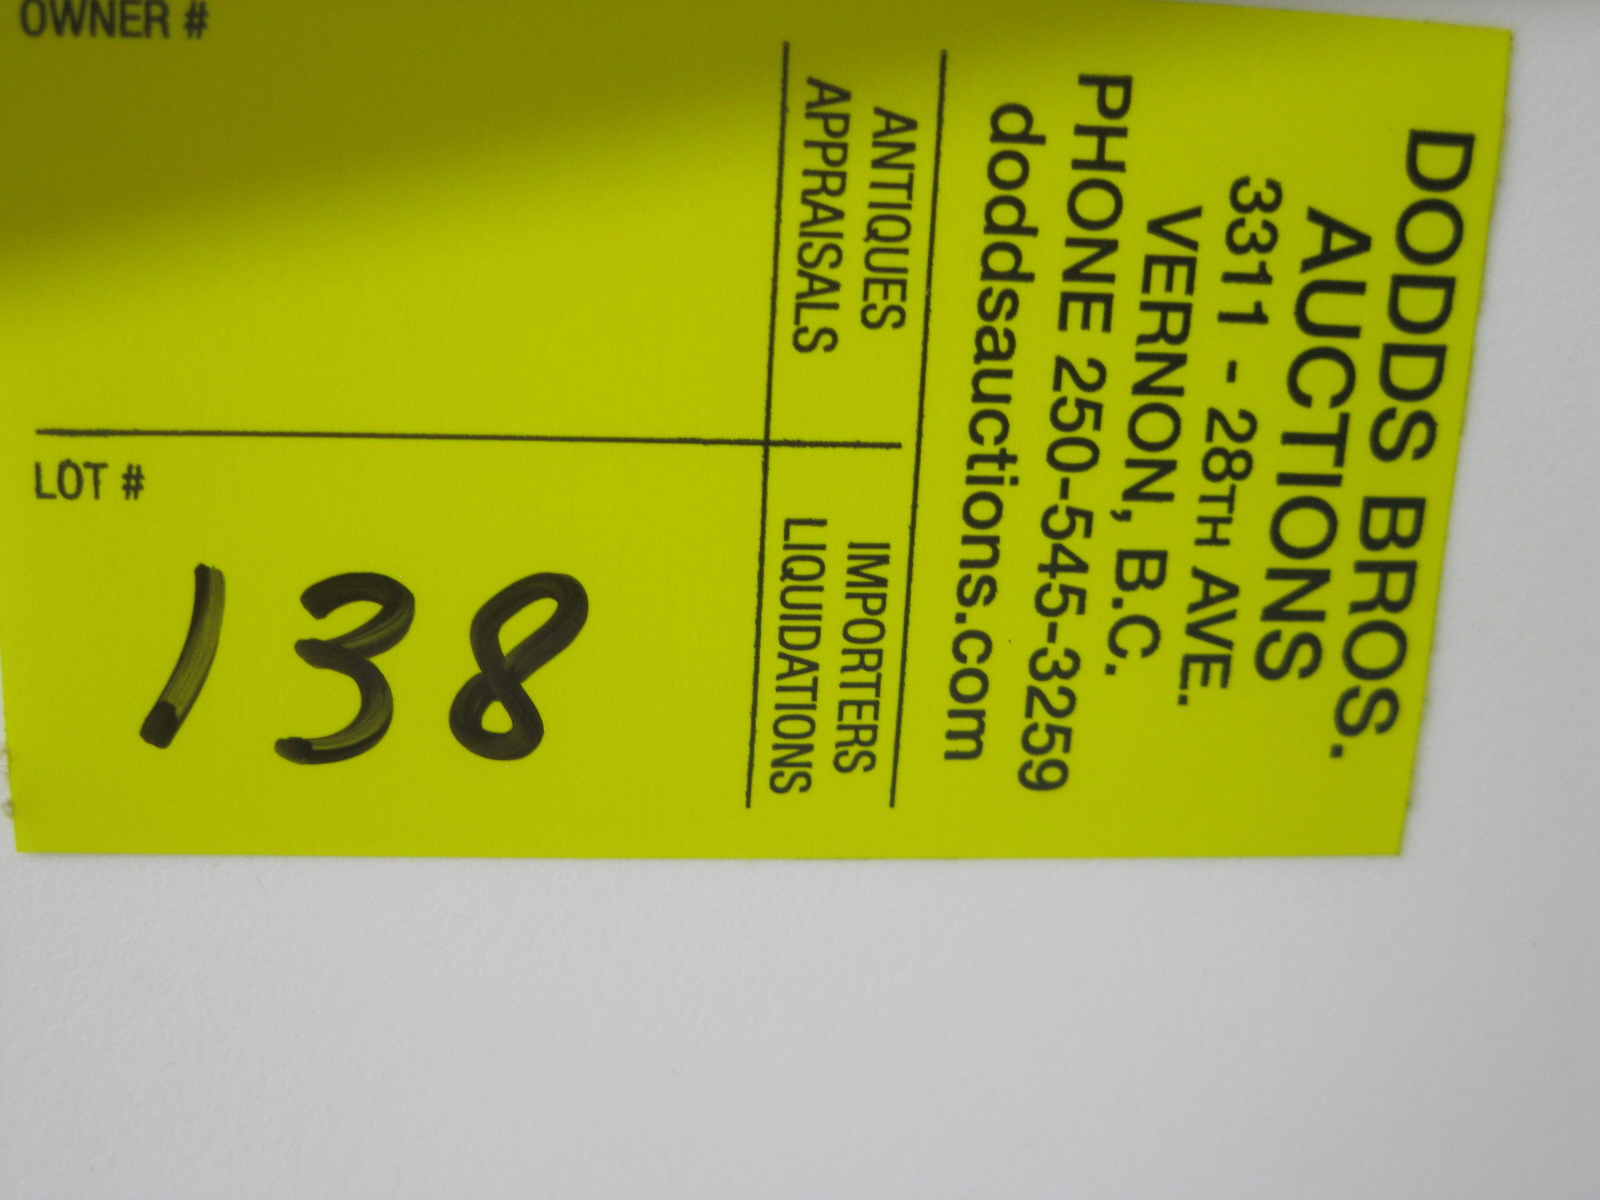 DODDS BROS.
AUCTIONS
3311 - 28TH AVE.
VERNON, B.C.
PHONE 250-545-3259
doddsauctions.com
ANTIQUES
APPRAISALS
IMPORTERS
LIQUIDATIONS
OWNER #
LOT #
138